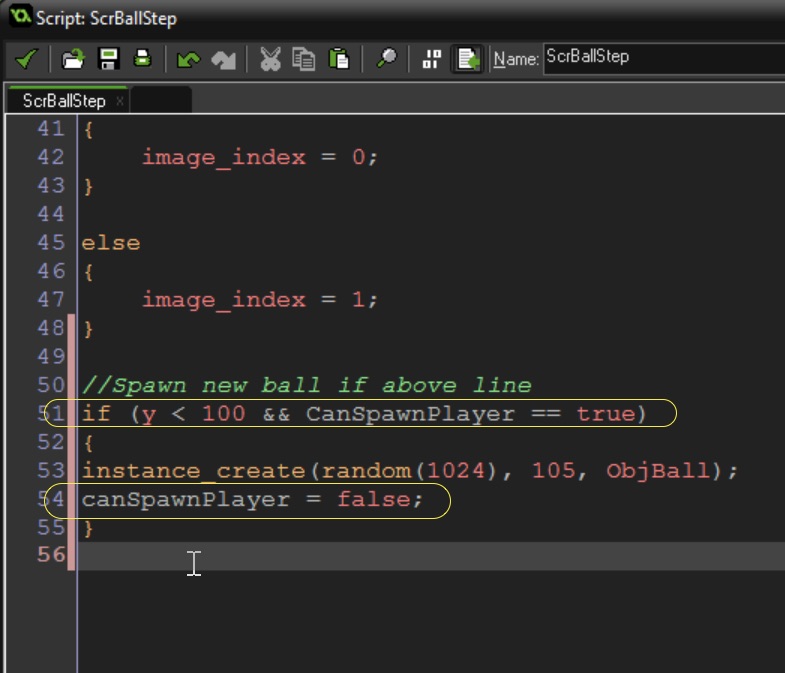 Script: ScrBallStep
Name: ScrBallStep
ScrBallStep x
41 {
42 image_index = 0;
43 }
44
45 else
46 {
47 image_index = 1;
48 }
49
50 //Spawn new ball if above line
51 if (y < 100 && CanSpawnPlayer == true)
52 {
53 instance_create(random(1024), 105, ObjBall);
54 canSpawnPlayer = false;
55 }
56